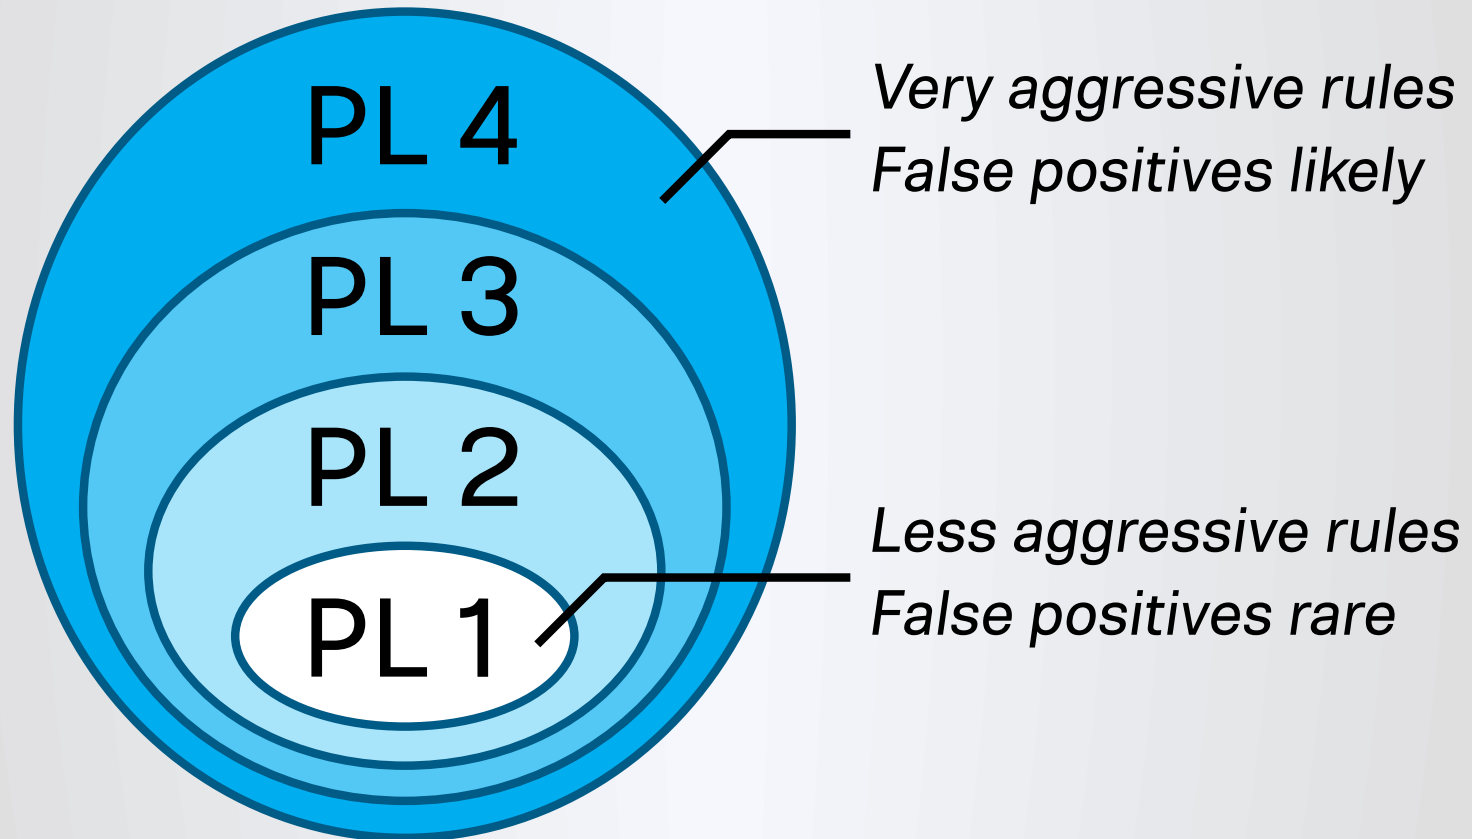 PL 4
Very aggressive rules
False positives likely
PL 3
PL 2
Less aggressive rules
False positives rare
PL 1